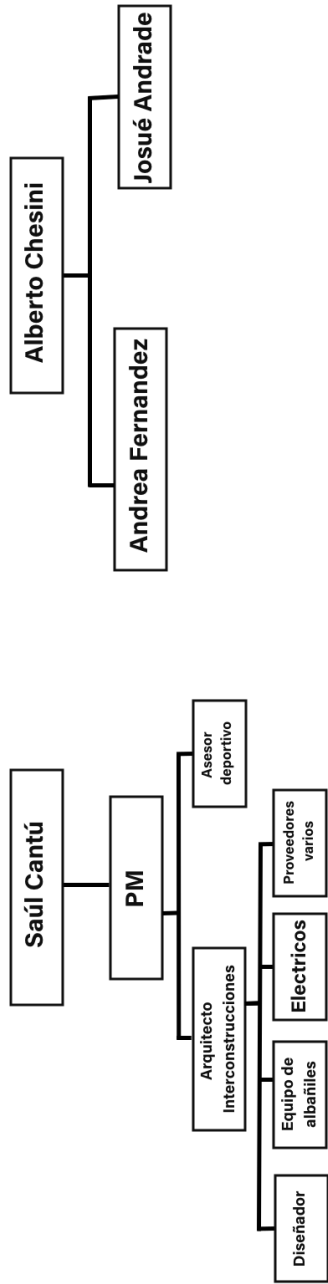 Saúl Cantú
PM
Arquitecto
Interconstrucciones
Asesor
deportivo
Diseñador
Equipo de
albañiles
Electricos
Proveedores
varios
Alberto Chesini
Andrea Fernandez
Josué Andrade